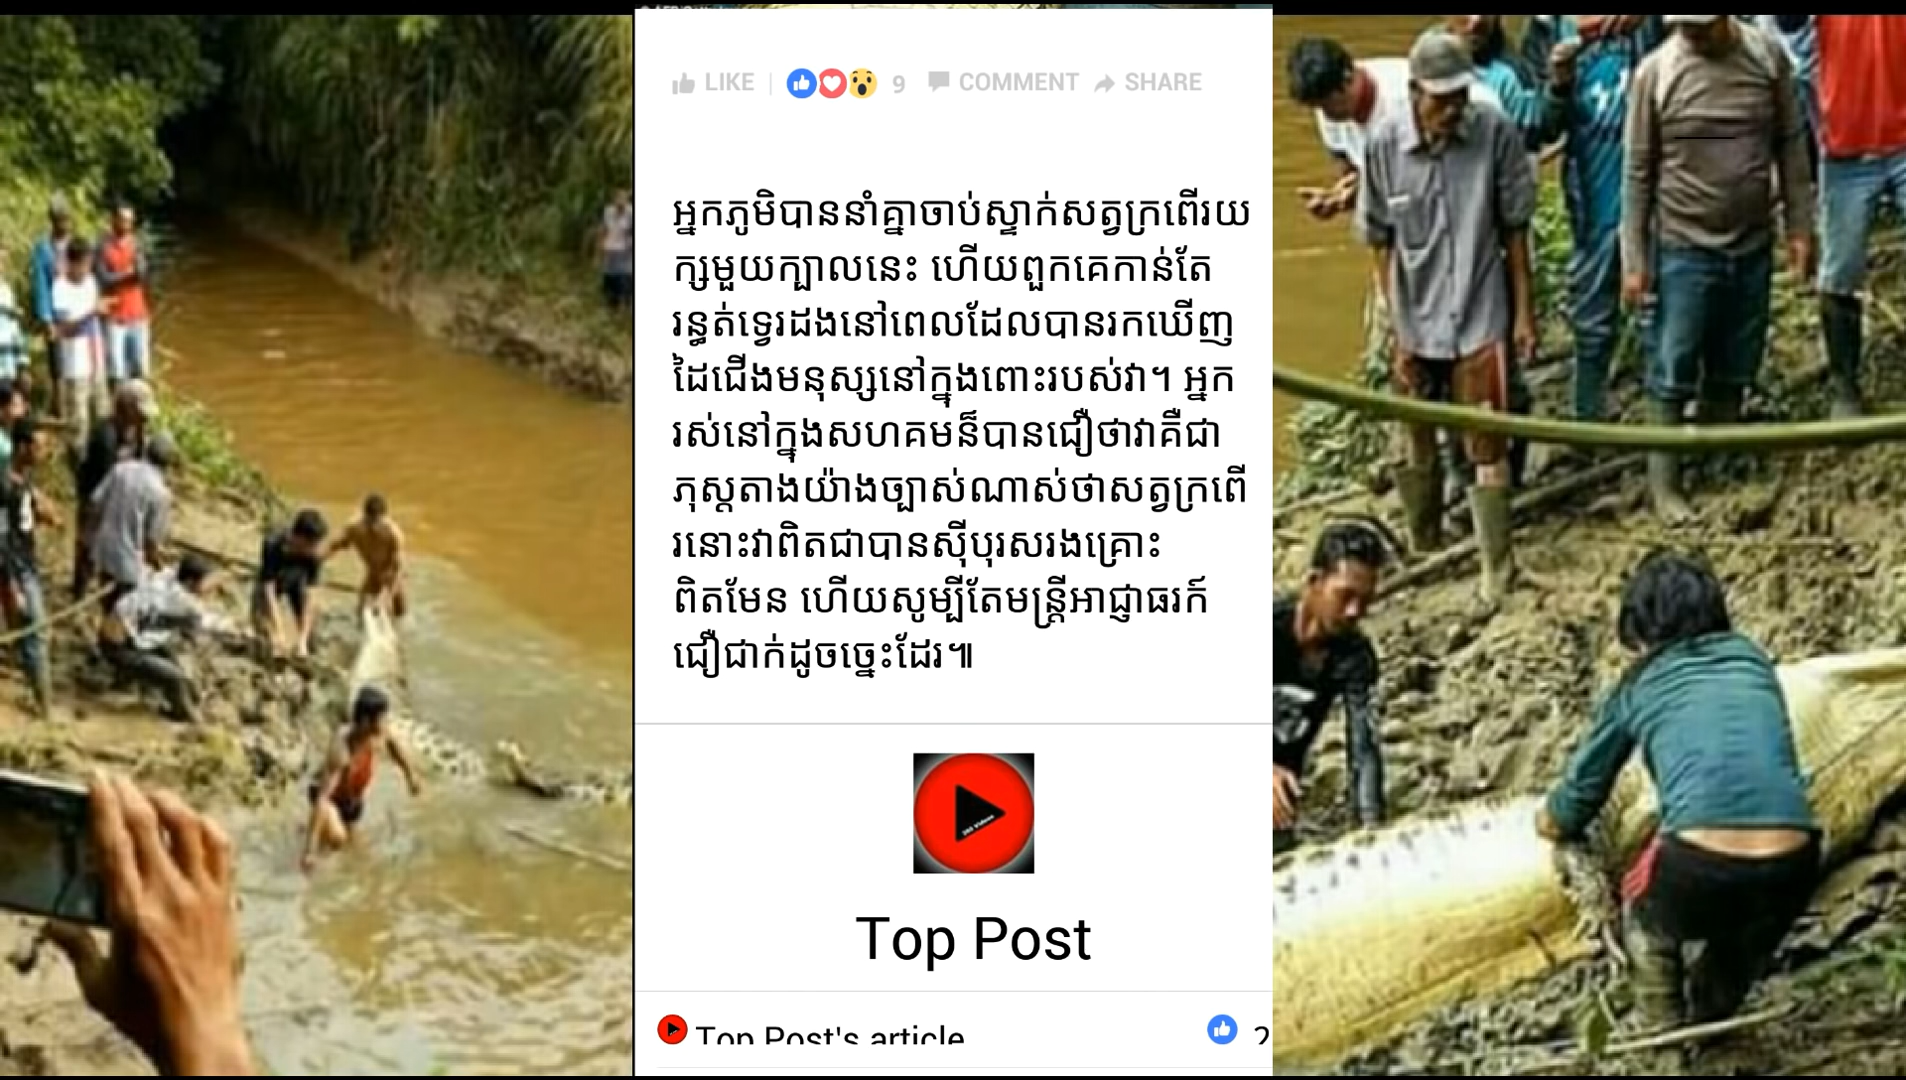 LIKE | 9 COMMENT SHARE
អ្នកភូមិបាននាំគ្នាចាប់ស្ទាក់សត្វក្រពើរយ
ក្សមួយក្បាលនេះ ហើយពួកគេកាន់តែ
រន្ធត់ទ្វេរដងនៅពេលដែលបានរកឃើញ
ដៃជើងមនុស្សនៅក្នុងពោះរបស់វា។ អ្នក
រស់នៅក្នុងសហគមន៏បានជឿថាវាគឺជា
ភុស្តតាងយ៉ាងច្បាស់ណាស់ថាសត្វក្រពើ
រនោះវាពិតជាបានស៊ីបុរសរងគ្រោះ
ពិតមែន ហើយសូម្បីតែមន្ត្រីអាជ្ញាធរក៍
ជឿជាក់ដូចច្នេះដែរ៕
Top Post
Top Post's article 2